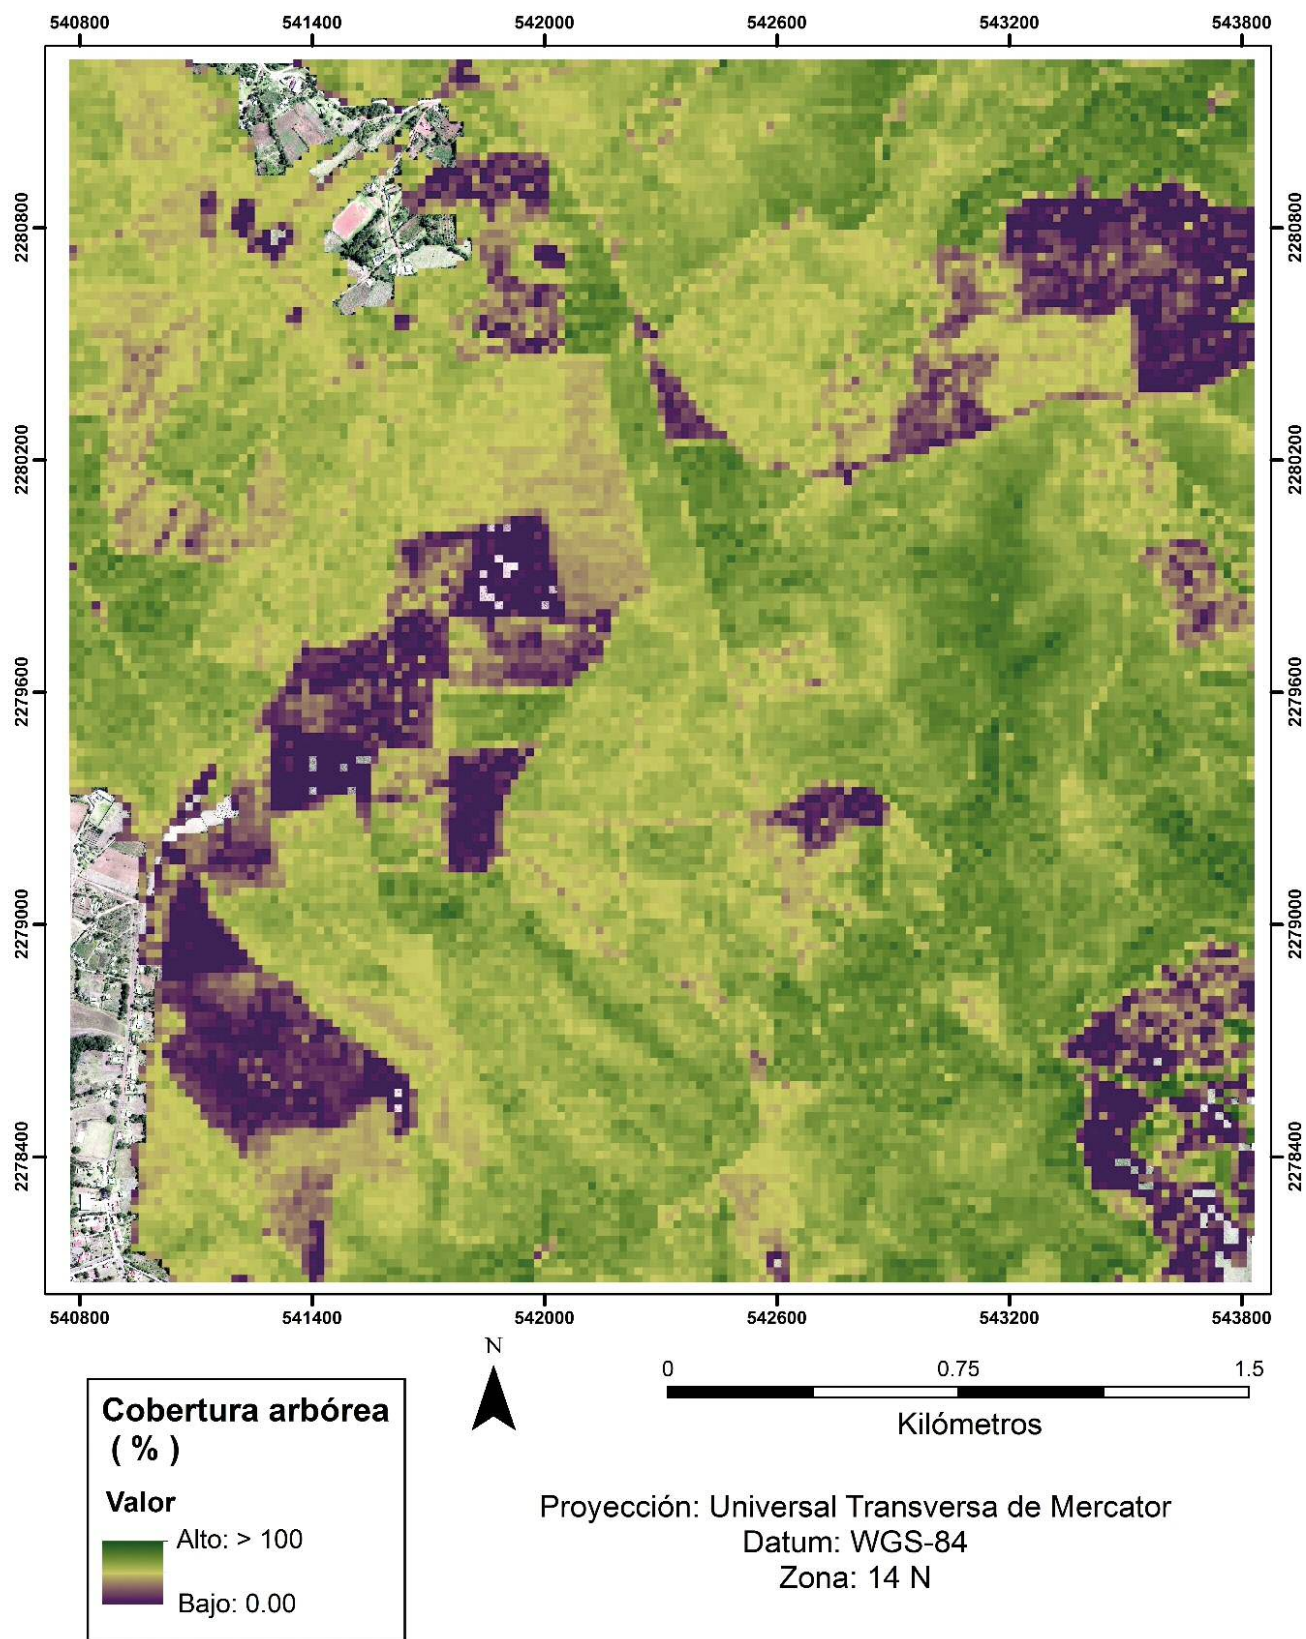 540800 541400 542000 542600 543200 543800
2280800 2280800
2280200 2280200
2279600 2279600
2279000 2279000
2278400 2278400
540800 541400 542000 542600 543200 543800
N
0 0.75 1.5
Kilómetros
Cobertura arbórea
( % )
Valor
Alto: > 100
Bajo: 0.00
Proyección: Universal Transversa de Mercator
Datum: WGS-84
Zona: 14 N